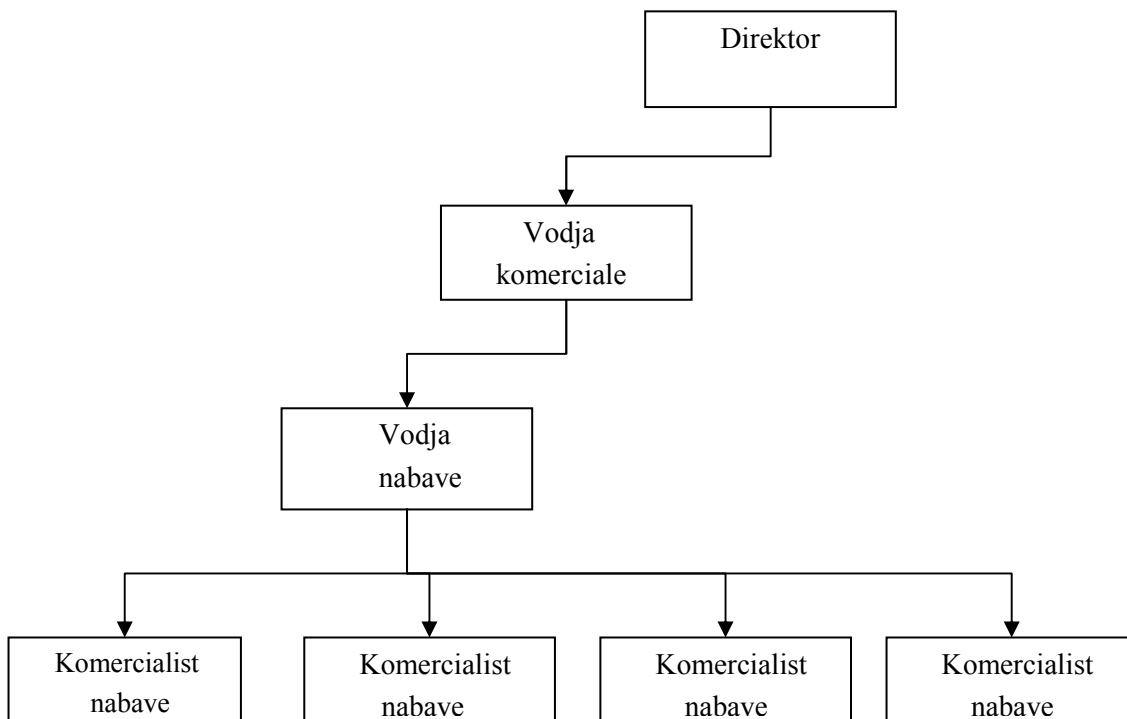 Direktor
Vodja
komerciale
Vodja
nabave
Komercialist
nabave
Komercialist
nabave
Komercialist
nabave
Komercialist
nabave